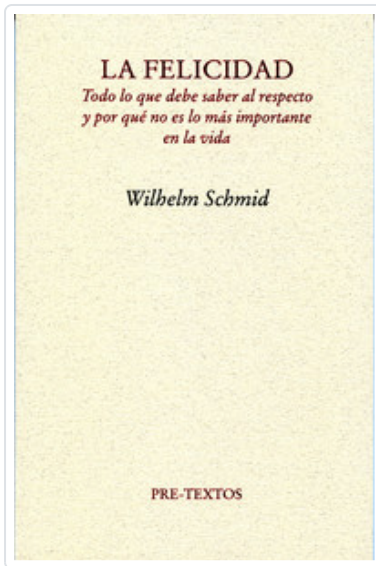 LA FELICIDAD
Todo lo que debe saber al respecto
y por qué no es lo más importante
en la vida
Wilhelm Schmid
PRE-TEXTOS